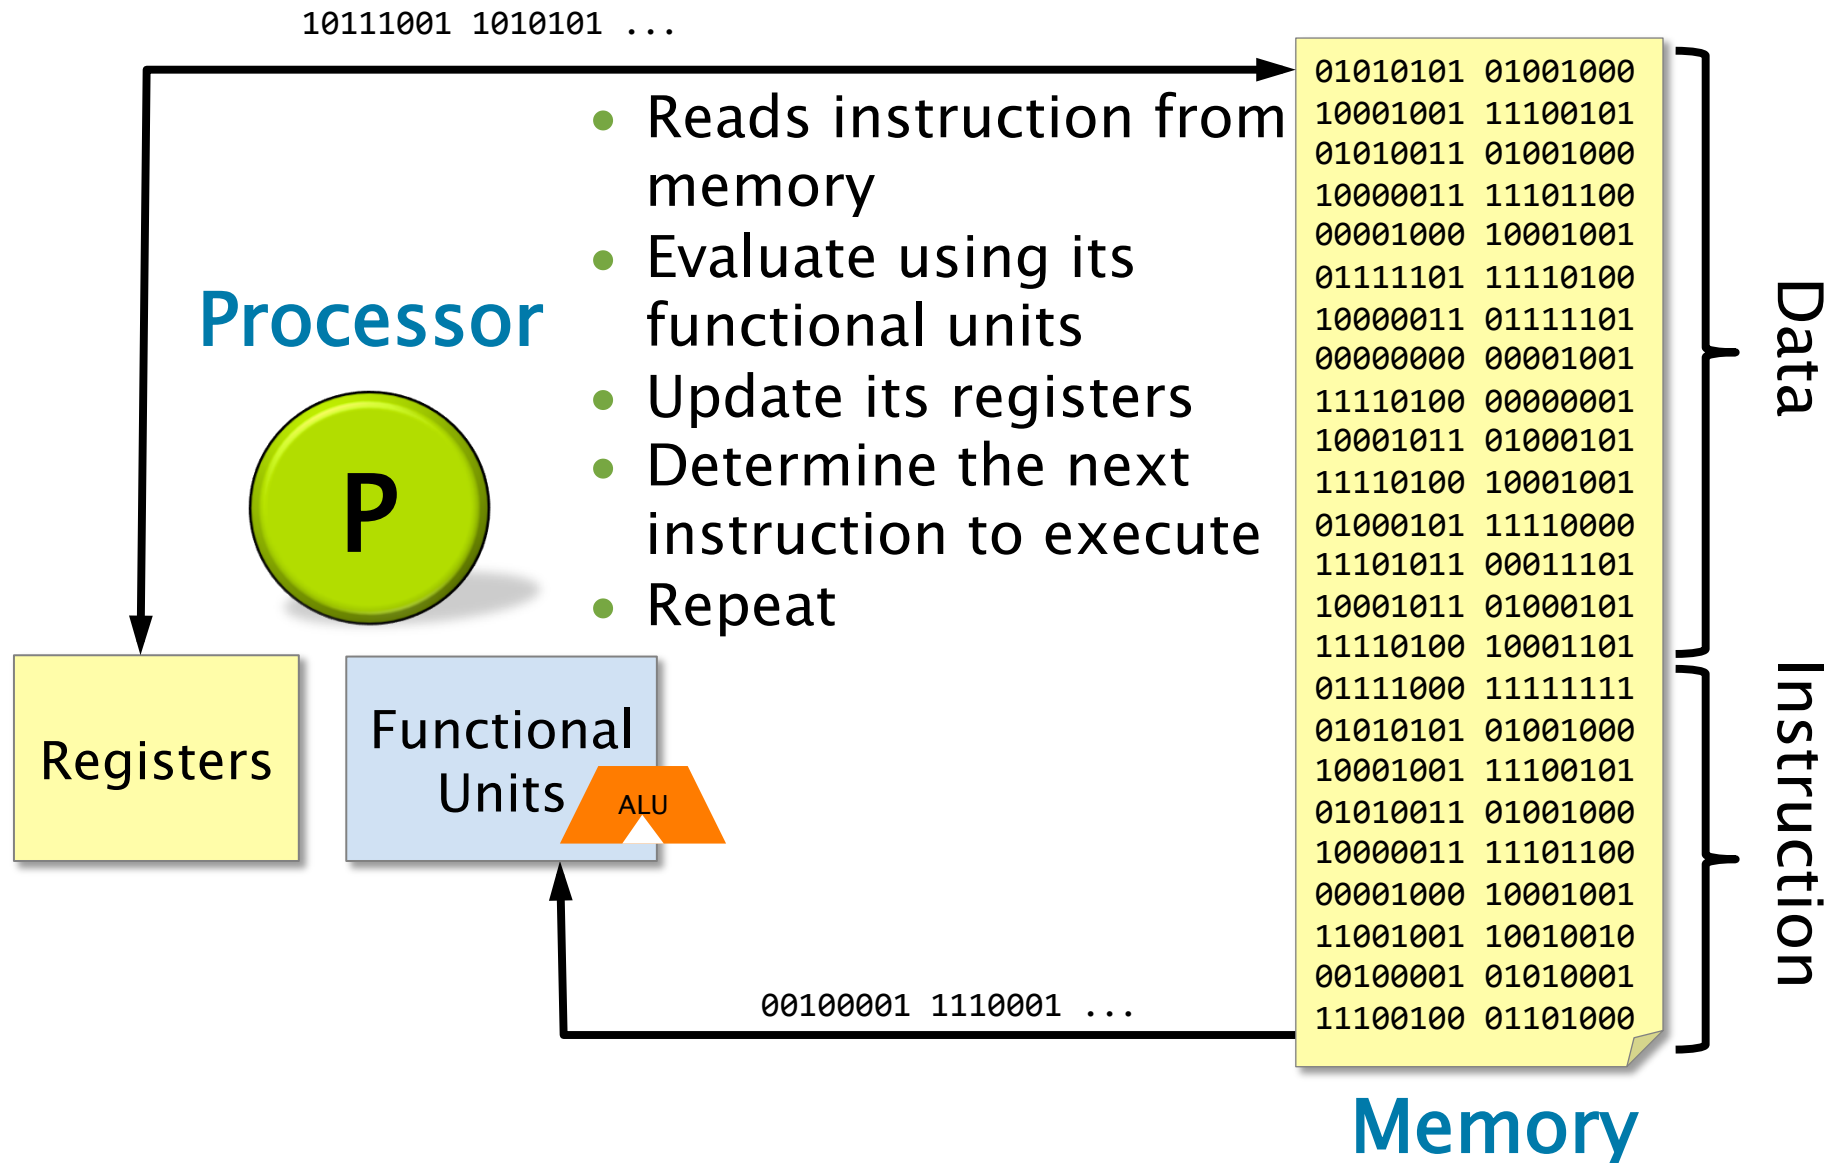 10111001 1010101 ...
• Reads instruction from
memory
• Evaluate using its
functional units
• Update its registers
• Determine the next
instruction to execute
• Repeat
Processor
P
Registers
Functional
Units
ALU
00100001 1110001 ...
01010101 01001000
10001001 11100101
01010011 01001000
10000011 11101100
00001000 10001001
01111101 11110100
10000011 01111101
00000000 00001001
11110100 00000001
10001011 01000101
11110100 10001001
01000101 11110000
11101011 00011101
10001011 01000101
11110100 10001101
01111000 11111111
01010101 01001000
10001001 11100101
01010011 01001000
10000011 11101100
00001000 10001001
11001001 10010010
00100001 01010001
11100100 01101000
Data
Instruction
Memory